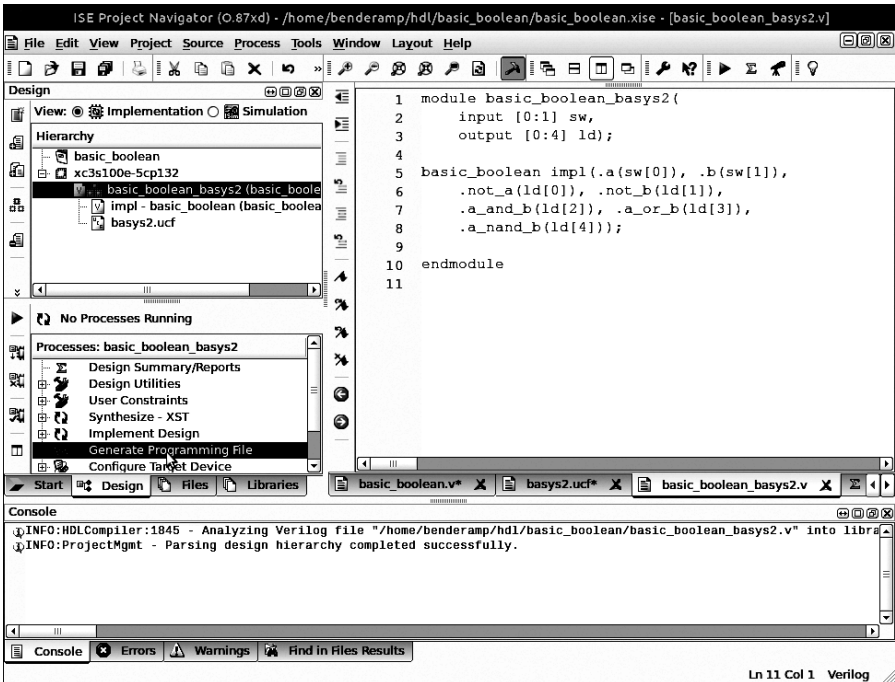 ISE Project Navigator (O.87xd) - /home/benderamp/hdl/basic_boolean/basic_boolean.xise - [basic_boolean_basys2.v]
File Edit View Project Source Process Tools Window Layout Help
Design
View: Implementation Simulation
Hierarchy
basic_boolean
xc3s100e-5cp132
basic_boolean_basys2 (basic_boole
impl - basic_boolean (basic_boolea
basys2.ucf
No Processes Running
Processes: basic_boolean_basys2
Design Summary/Reports
Design Utilities
User Constraints
Synthesize - XST
Implement Design
Generate Programming File
Configure Target Device
Start Design Files Libraries
1 module basic_boolean_basys2(
2 input [0:1] sw,
3 output [0:4] ld);
4
5 basic_boolean impl(.a(sw[0]), .b(sw[1]),
6 .not_a(ld[0]), .not_b(ld[1]),
7 .a_and_b(ld[2]), .a_or_b(ld[3]),
8 .a_nand_b(ld[4]));
9
10 endmodule
11
basic_boolean.v* basys2.ucf* basic_boolean_basys2.v Σ
Console
INFO:HDLCompiler:1845 - Analyzing Verilog file "/home/benderamp/hdl/basic_boolean/basic_boolean_basys2.v" into libra
INFO:ProjectMgmt - Parsing design hierarchy completed successfully.
Console Errors Warnings Find in Files Results
Ln 11 Col 1 Verilog